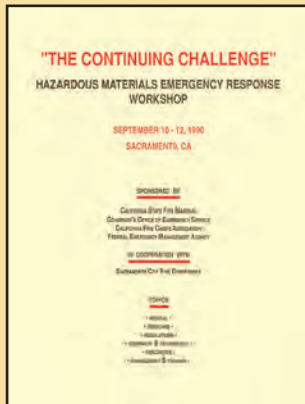 "THE CONTINUING CHALLENGE"
HAZARDOUS MATERIALS EMERGENCY RESPONSE
WORKSHOP
SEPTEMBER 10 - 12, 1990
SACRAMENTO, CA
SPONSORED BY
CALIFORNIA STATE FIRE MARSHAL
GOVERNOR'S OFFICE OF EMERGENCY SERVICE
CALIFORNIA FIRE CHIEFS ASSOCIATION
FEDERAL EMERGENCY MANAGEMENT AGENCY
IN COOPERATION WITH
SACRAMENTO CITY FIRE DEPARTMENT
TOPICS